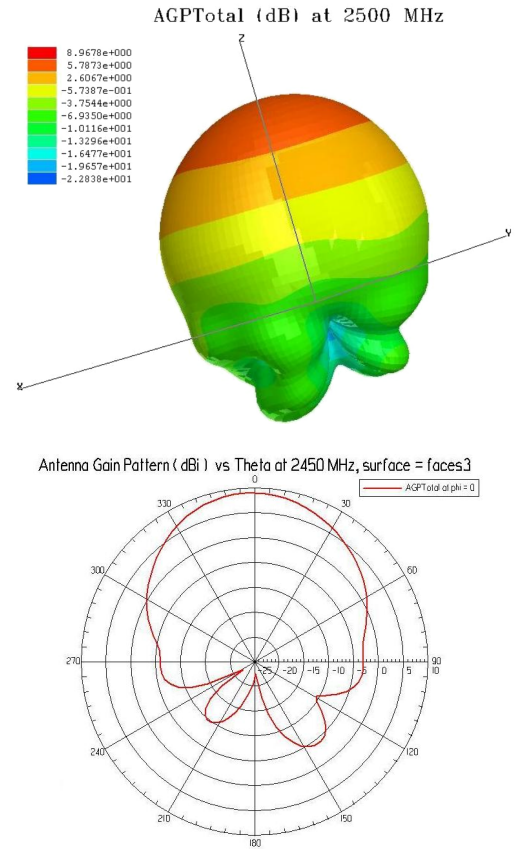 AGPTotal (dB) at 2500 MHz
Z
8.9678e+000
5.7873e+000
2.6067e+000
-5.7387e-001
-3.7544e+000
-6.9350e+000
-1.0116e+001
-1.3296e+001
-1.6477e+001
-1.9657e+001
-2.2838e+001
Y
X
Antenna Gain Pattern ( dBi ) vs Theta at 2450 MHz, surface = faces3
0
AGPTotal at phi = 0
330
30
300
60
270
-25 -20 -15 -10 -5 0 5 10
90
240
120
210
150
180